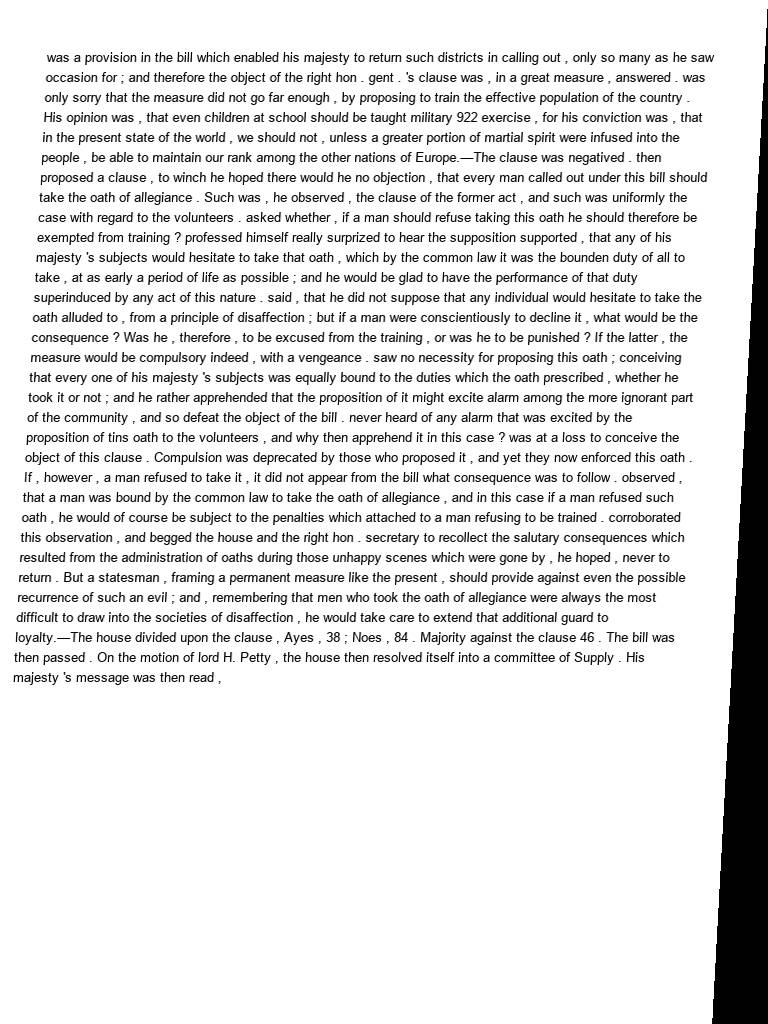 was a provision in the bill which enabled his majesty to return such districts in calling out , only so many as he saw
occasion for ; and therefore the object of the right hon . gent . 's clause was , in a great measure , answered . was
only sorry that the measure did not go far enough , by proposing to train the effective population of the country .
His opinion was , that even children at school should be taught military 922 exercise , for his conviction was , that
in the present state of the world , we should not , unless a greater portion of martial spirit were infused into the
people , be able to maintain our rank among the other nations of Europe.—The clause was negatived . then
proposed a clause , to winch he hoped there would he no objection , that every man called out under this bill should
take the oath of allegiance . Such was , he observed , the clause of the former act , and such was uniformly the
case with regard to the volunteers . asked whether , if a man should refuse taking this oath he should therefore be
exempted from training ? professed himself really surprized to hear the supposition supported , that any of his
majesty 's subjects would hesitate to take that oath , which by the common law it was the bounden duty of all to
take , at as early a period of life as possible ; and he would be glad to have the performance of that duty
superinduced by any act of this nature . said , that he did not suppose that any individual would hesitate to take the
oath alluded to , from a principle of disaffection ; but if a man were conscientiously to decline it , what would be the
consequence ? Was he , therefore , to be excused from the training , or was he to be punished ? If the latter , the
measure would be compulsory indeed , with a vengeance . saw no necessity for proposing this oath ; conceiving
that every one of his majesty 's subjects was equally bound to the duties which the oath prescribed , whether he
took it or not ; and he rather apprehended that the proposition of it might excite alarm among the more ignorant part
of the community , and so defeat the object of the bill . never heard of any alarm that was excited by the
proposition of tins oath to the volunteers , and why then apprehend it in this case ? was at a loss to conceive the
object of this clause . Compulsion was deprecated by those who proposed it , and yet they now enforced this oath .
If , however , a man refused to take it , it did not appear from the bill what consequence was to follow . observed ,
that a man was bound by the common law to take the oath of allegiance , and in this case if a man refused such
oath , he would of course be subject to the penalties which attached to a man refusing to be trained . corroborated
this observation , and begged the house and the right hon . secretary to recollect the salutary consequences which
resulted from the administration of oaths during those unhappy scenes which were gone by , he hoped , never to
return . But a statesman , framing a permanent measure like the present , should provide against even the possible
recurrence of such an evil ; and , remembering that men who took the oath of allegiance were always the most
difficult to draw into the societies of disaffection , he would take care to extend that additional guard to
loyalty.—The house divided upon the clause , Ayes , 38 ; Noes , 84 . Majority against the clause 46 . The bill was
then passed . On the motion of lord H. Petty , the house then resolved itself into a committee of Supply . His
majesty 's message was then read ,